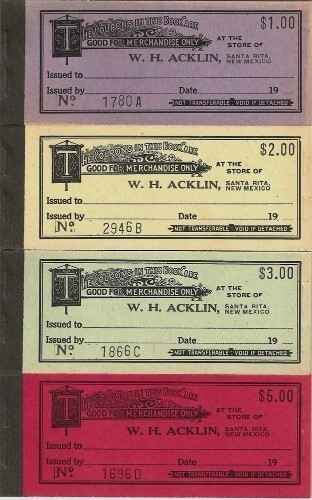 $1.00
THE COUPONS IN THIS BOOK ARE
GOOD FOR MERCHANDISE ONLY
AT THE STORE OF
W. H. ACKLIN, SANTA RITA, NEW MEXICO
Issued to
Issued by Date 19
No. 1780A
NOT TRANSFERABLE VOID IF DETACHED
$2.00
THE COUPONS IN THIS BOOK ARE
GOOD FOR MERCHANDISE ONLY
AT THE STORE OF
W. H. ACKLIN, SANTA RITA, NEW MEXICO
Issued to
Issued by Date 19
No. 2946B
NOT TRANSFERABLE VOID IF DETACHED
$3.00
THE COUPONS IN THIS BOOK ARE
GOOD FOR MERCHANDISE ONLY
AT THE STORE OF
W. H. ACKLIN, SANTA RITA, NEW MEXICO
Issued to
Issued by Date 19
No. 1866C
NOT TRANSFERABLE VOID IF DETACHED
$5.00
THE COUPONS IN THIS BOOK ARE
GOOD FOR MERCHANDISE ONLY
AT THE STORE OF
W. H. ACKLIN, SANTA RITA, NEW MEXICO
Issued to
Issued by Date 19
No. 1696D
NOT TRANSFERABLE VOID IF DETACHED